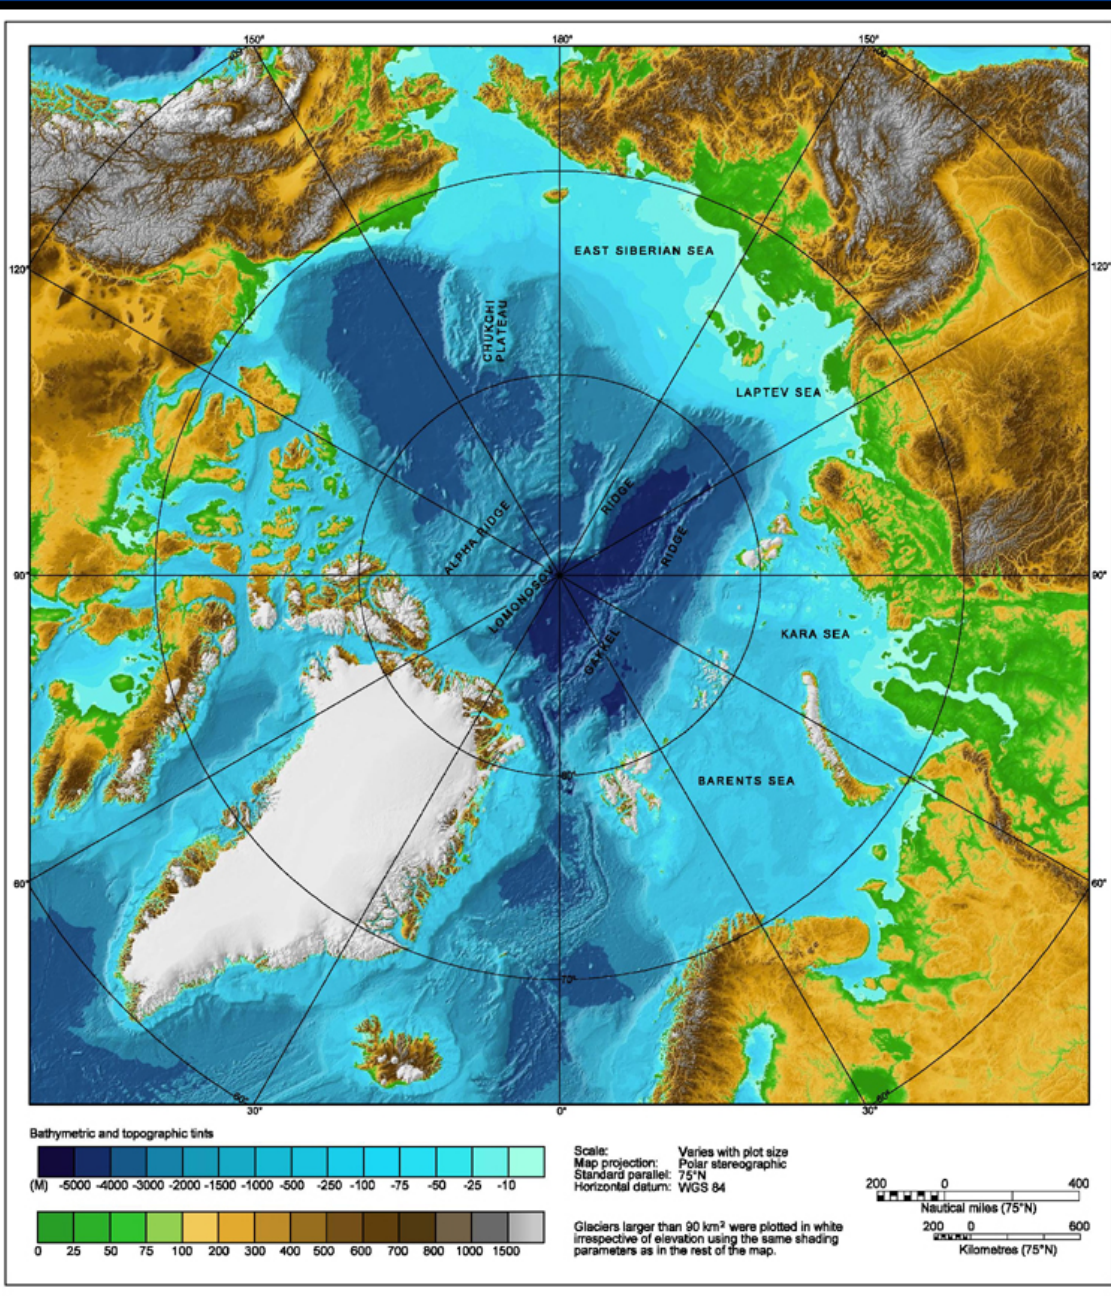 150° 180° 150°
60° 60°
EAST SIBERIAN SEA
120° 120°
CHUKCHI
PLATEAU
LAPTEV SEA
ALPHA RIDGE
RIDGE
RIDGE
90° 90°
LOMONOSOV
GAKKEL
KARA SEA
80°
BARENTS SEA
60° 60°
70°
60° 60°
30° 0° 30°
Bathymetric and topographic tints
(M) -5000 -4000 -3000 -2000 -1500 -1000 -500 -250 -100 -75 -50 -25 -10
0 25 50 75 100 200 300 400 500 600 700 800 1000 1500
Scale: Varies with plot size
Map projection: Polar stereographic
Standard parallel: 75°N
Horizontal datum: WGS 84
Glaciers larger than 90 km² were plotted in white
irrespective of elevation using the same shading
parameters as in the rest of the map.
200 0 400
Nautical miles (75°N)
200 0 600
Kilometres (75°N)